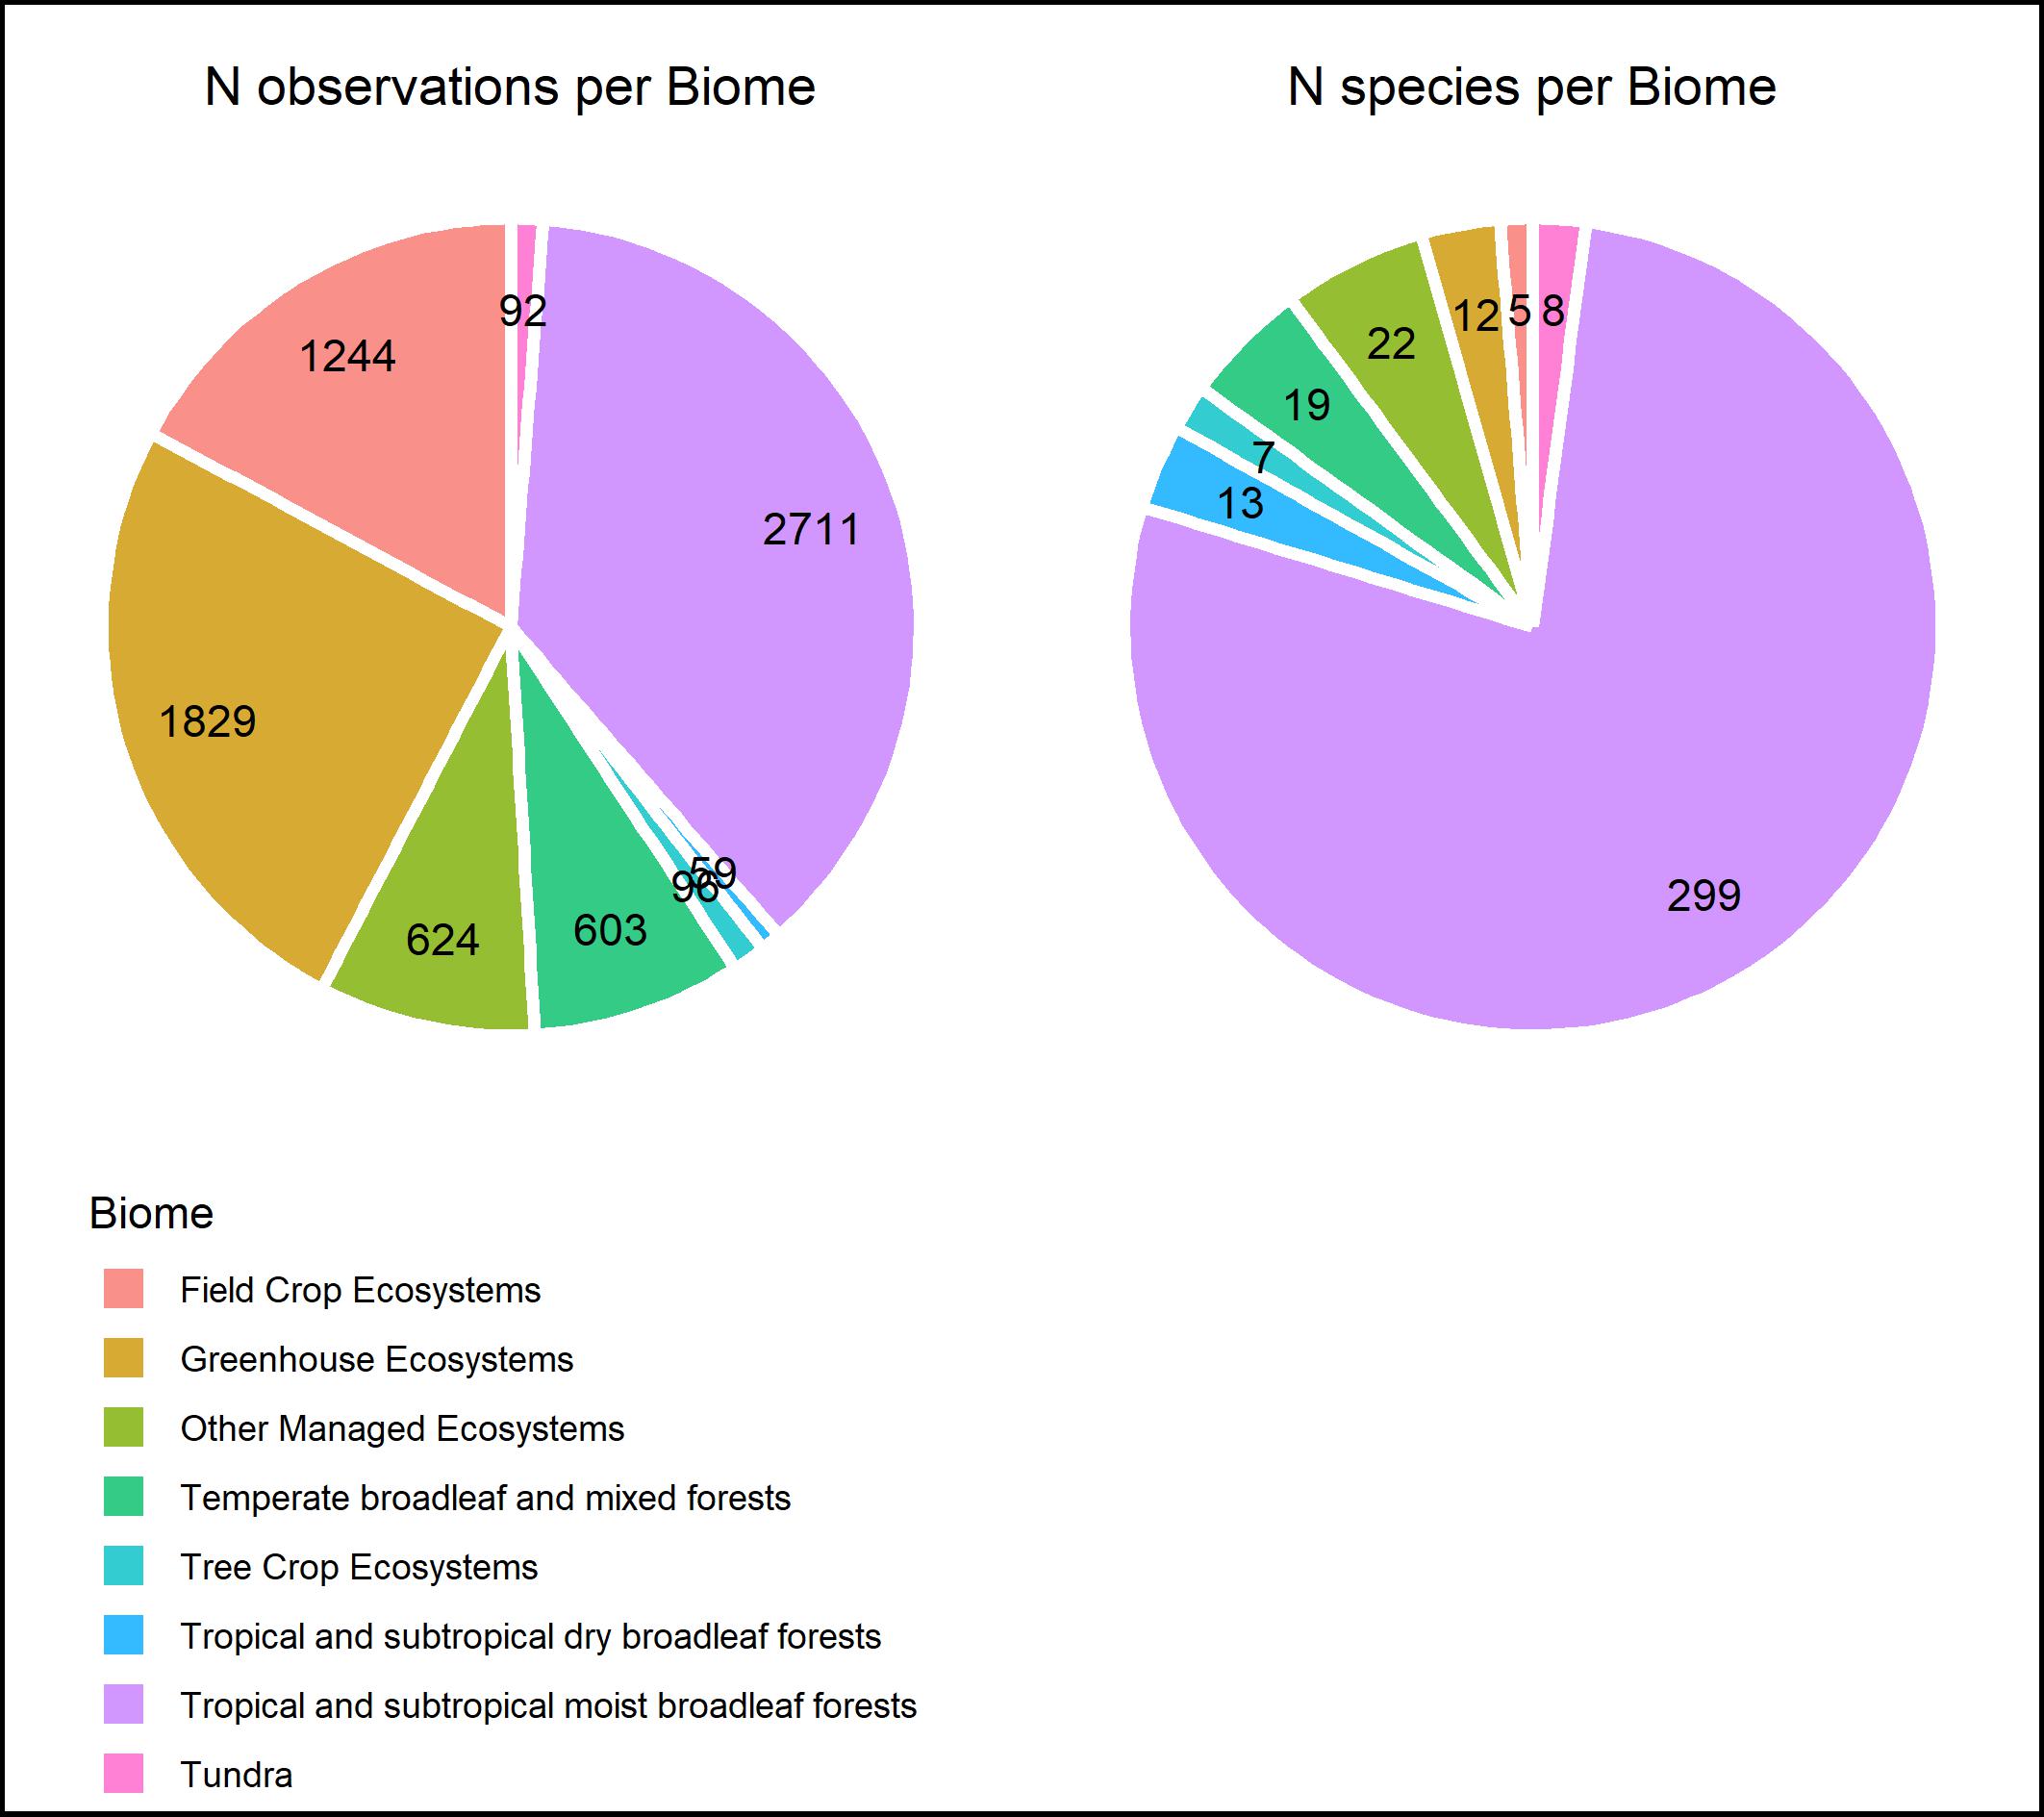 N observations per Biome
N species per Biome
92
1244
2711
1829
59
96
603
624
5
8
12
22
19
7
13
299
Biome
Field Crop Ecosystems
Greenhouse Ecosystems
Other Managed Ecosystems
Temperate broadleaf and mixed forests
Tree Crop Ecosystems
Tropical and subtropical dry broadleaf forests
Tropical and subtropical moist broadleaf forests
Tundra